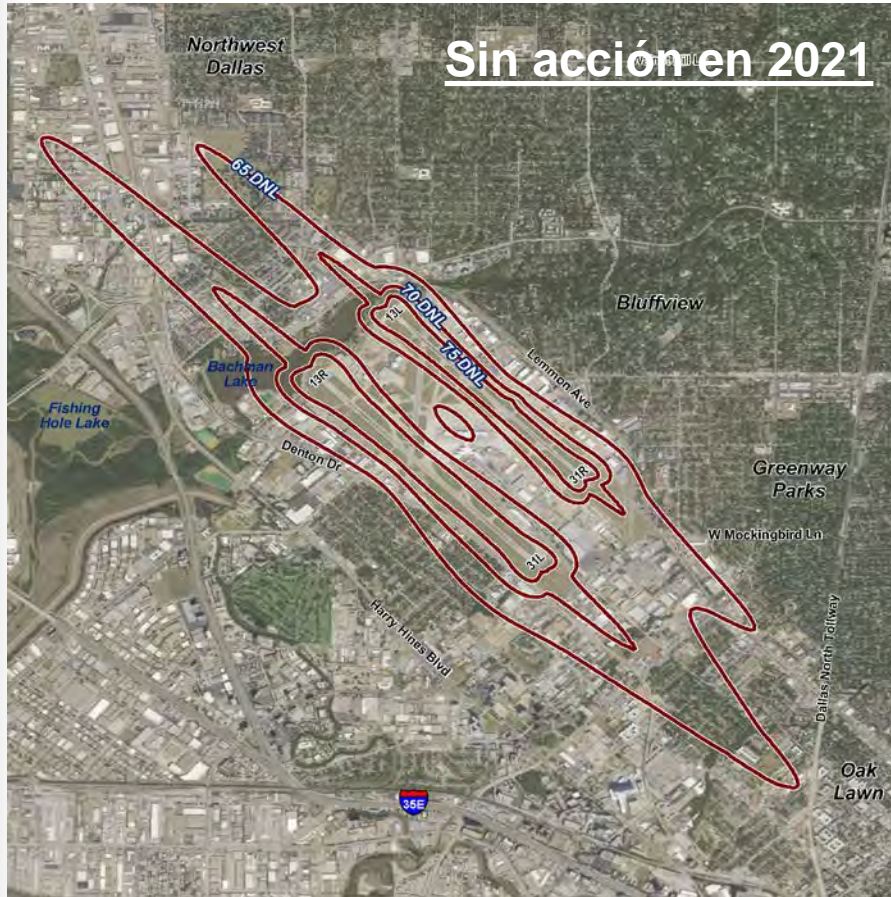 Northwest
Dallas
Sin acción en 2021
65 DNL
70 DNL
13L
Bluffview
75 DNL
Lemmon Ave
Bachman
Lake
13R
Fishing
Hole Lake
Denton Dr
31R
Greenway
Parks
W Mockingbird Ln
31L
Harry Hines Blvd
Dallas North Tollway
Oak
Lawn
35E